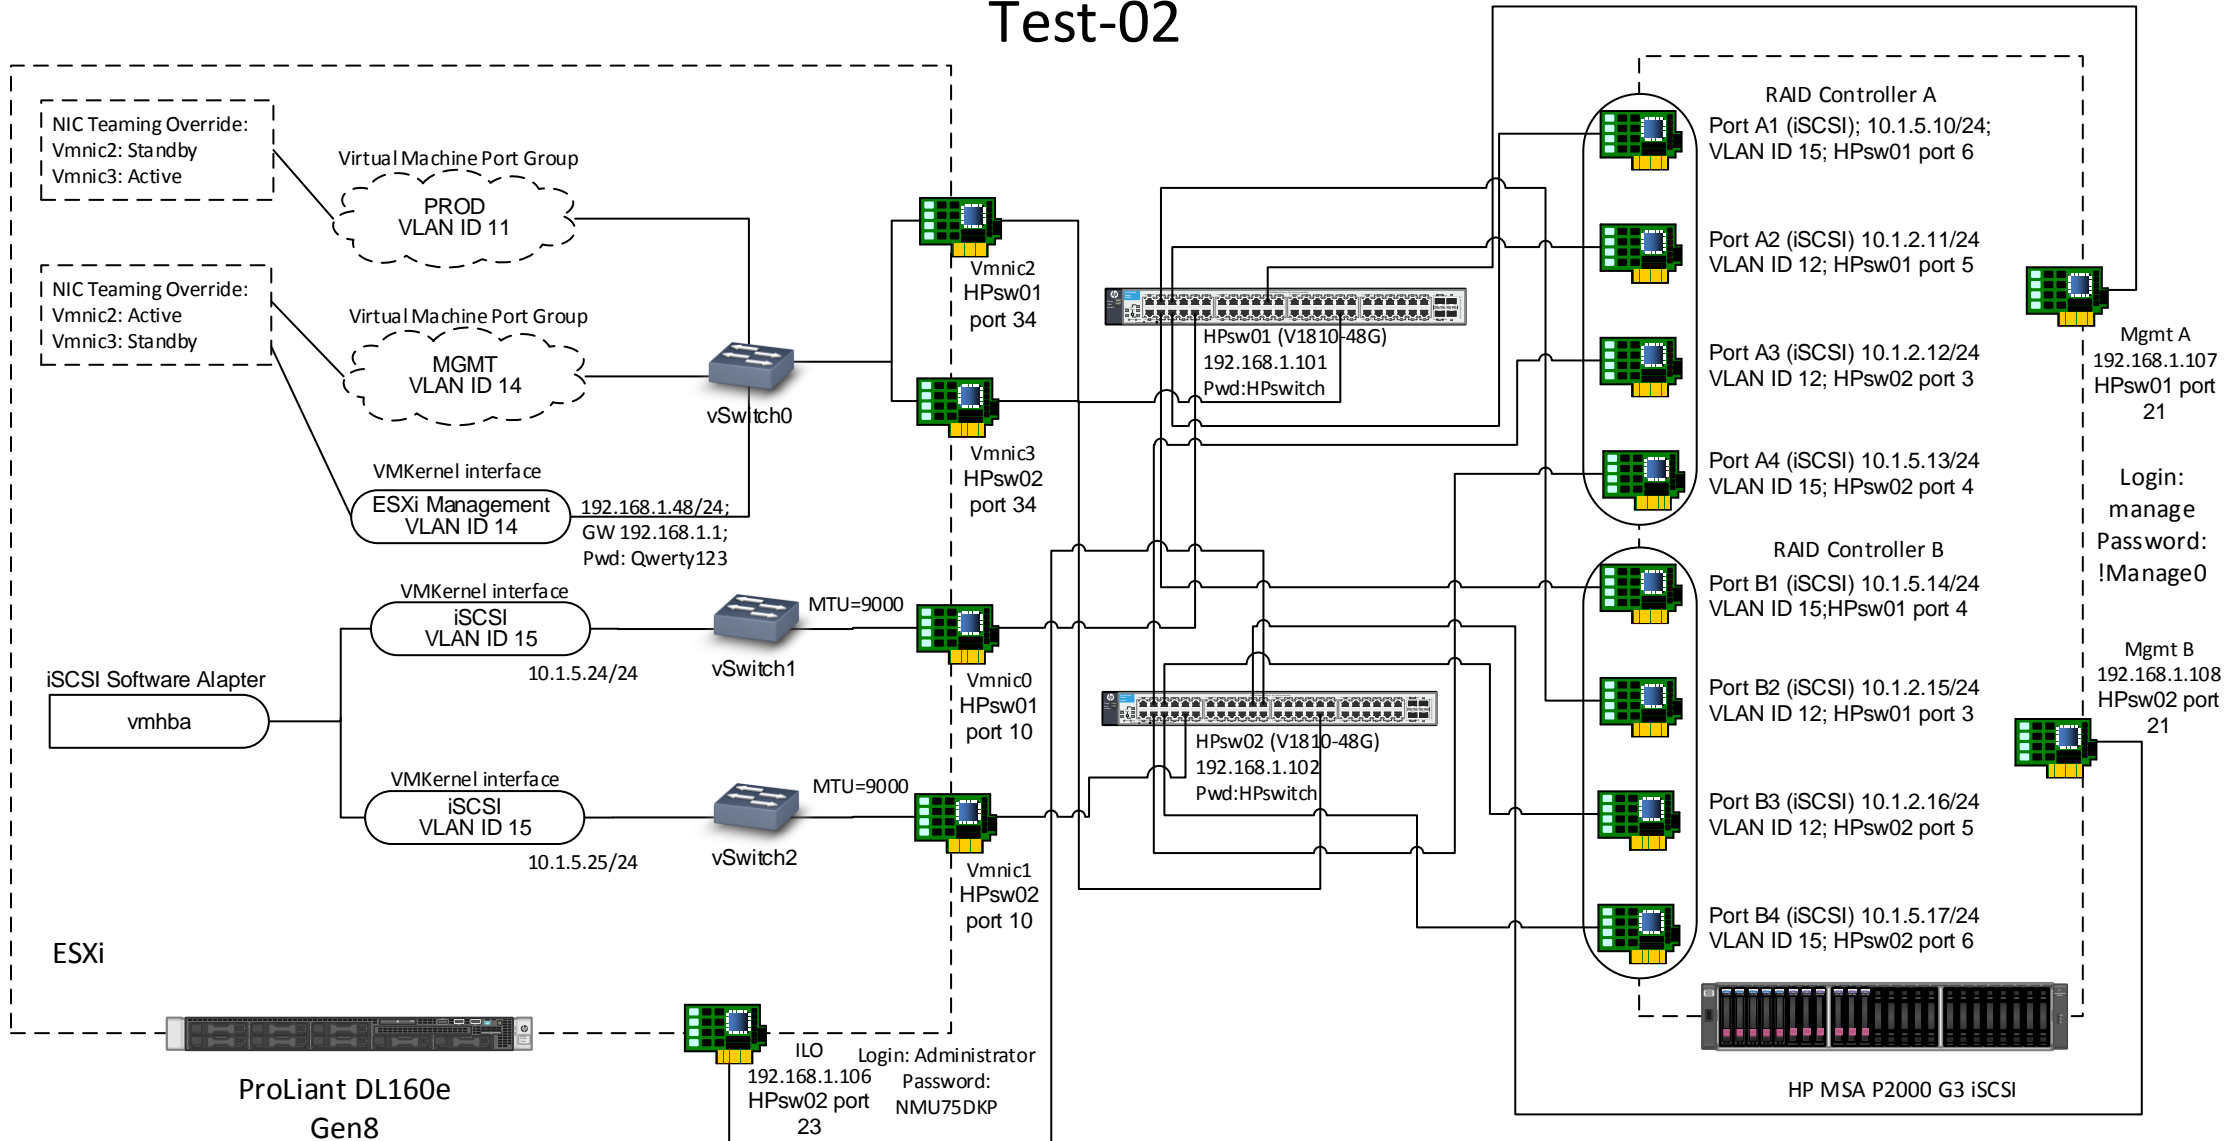 Test-02
NIC Teaming Override:
Vmnic2: Standby
Vmnic3: Active
Virtual Machine Port Group
PROD
VLAN ID 11
NIC Teaming Override:
Vmnic2: Active
Vmnic3: Standby
Virtual Machine Port Group
MGMT
VLAN ID 14
vSwitch0
VMKernel interface
ESXi Management
VLAN ID 14
192.168.1.48/24;
GW 192.168.1.1;
Pwd: Qwerty123
VMKernel interface
iSCSI
VLAN ID 15
10.1.5.24/24
vSwitch1
MTU=9000
iSCSI Software Alapter
vmhba
VMKernel interface
iSCSI
VLAN ID 15
10.1.5.25/24
vSwitch2
MTU=9000
ESXi
Vmnic2
HPsw01
port 34
Vmnic3
HPsw02
port 34
Vmnic0
HPsw01
port 10
Vmnic1
HPsw02
port 10
ProLiant DL160e
Gen8
ILO
192.168.1.106
HPsw02 port
23
Login: Administrator
Password:
NMU75DKP
HPsw01 (V1810-48G)
192.168.1.101
Pwd:HPswitch
HPsw02 (V1810-48G)
192.168.1.102
Pwd:HPswitch
RAID Controller A
Port A1 (iSCSI); 10.1.5.10/24;
VLAN ID 15; HPsw01 port 6
Port A2 (iSCSI) 10.1.2.11/24
VLAN ID 12; HPsw01 port 5
Port A3 (iSCSI) 10.1.2.12/24
VLAN ID 12; HPsw02 port 3
Port A4 (iSCSI) 10.1.5.13/24
VLAN ID 15; HPsw02 port 4
RAID Controller B
Port B1 (iSCSI) 10.1.5.14/24
VLAN ID 15;HPsw01 port 4
Port B2 (iSCSI) 10.1.2.15/24
VLAN ID 12; HPsw01 port 3
Port B3 (iSCSI) 10.1.2.16/24
VLAN ID 12; HPsw02 port 5
Port B4 (iSCSI) 10.1.5.17/24
VLAN ID 15; HPsw02 port 6
Mgmt A
192.168.1.107
HPsw01 port
21
Login:
manage
Password:
!Manage0
Mgmt B
192.168.1.108
HPsw02 port
21
HP MSA P2000 G3 iSCSI